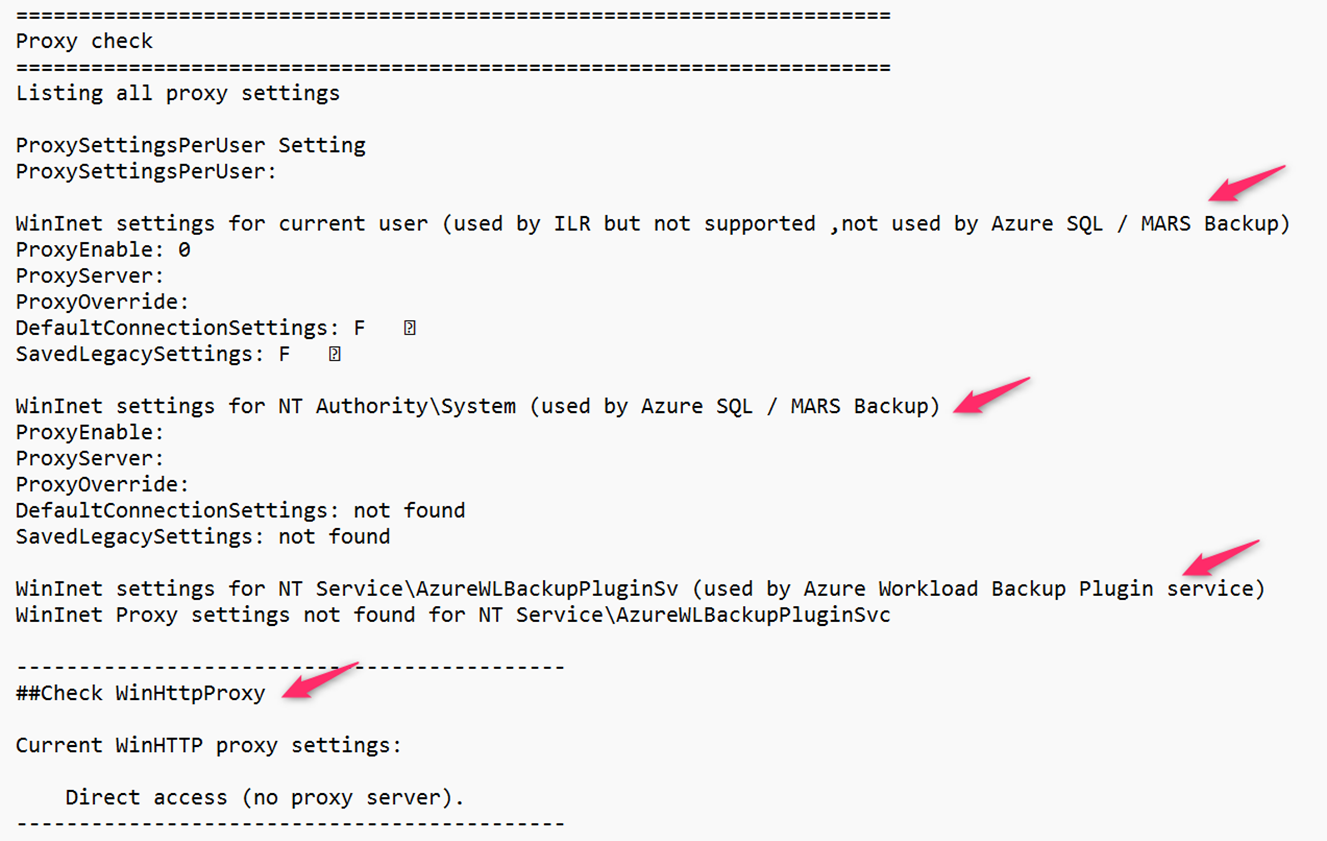 ======================================================================
Proxy check
======================================================================
Listing all proxy settings
ProxySettingsPerUser Setting
ProxySettingsPerUser:
WinInet settings for current user (used by ILR but not supported ,not used by Azure SQL / MARS Backup)
ProxyEnable: 0
ProxyServer:
ProxyOverride:
DefaultConnectionSettings: F   ⍰
SavedLegacySettings: F   ⍰
WinInet settings for NT Authority\System (used by Azure SQL / MARS Backup)
ProxyEnable:
ProxyServer:
ProxyOverride:
DefaultConnectionSettings: not found
SavedLegacySettings: not found
WinInet settings for NT Service\AzureWLBackupPluginSv (used by Azure Workload Backup Plugin service)
WinInet Proxy settings not found for NT Service\AzureWLBackupPluginSvc
--------------------------------------------
##Check WinHttpProxy
Current WinHTTP proxy settings:
    Direct access (no proxy server).
--------------------------------------------